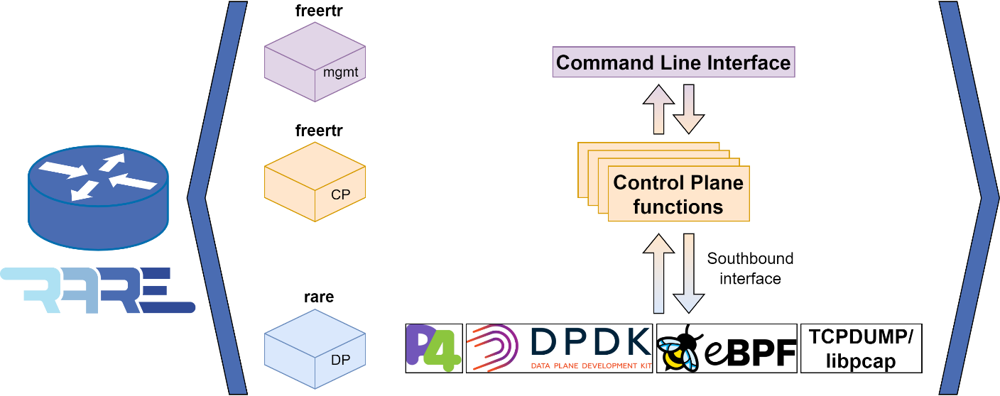 freertr
mgmt
Command Line Interface
freertr
CP
Control Plane
functions
Southbound
interface
RARE
rare
DP
P4
DPDK
DATA PLANE DEVELOPMENT KIT
eBPF
TCPDUMP/
libpcap